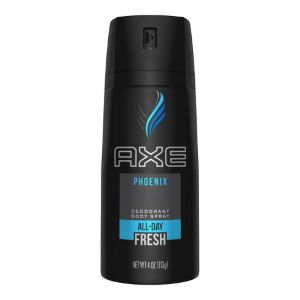 AXE
PHOENIX
DEODORANT
BODY SPRAY
ALL-DAY
FRESH
NET WT 4 OZ (113g)